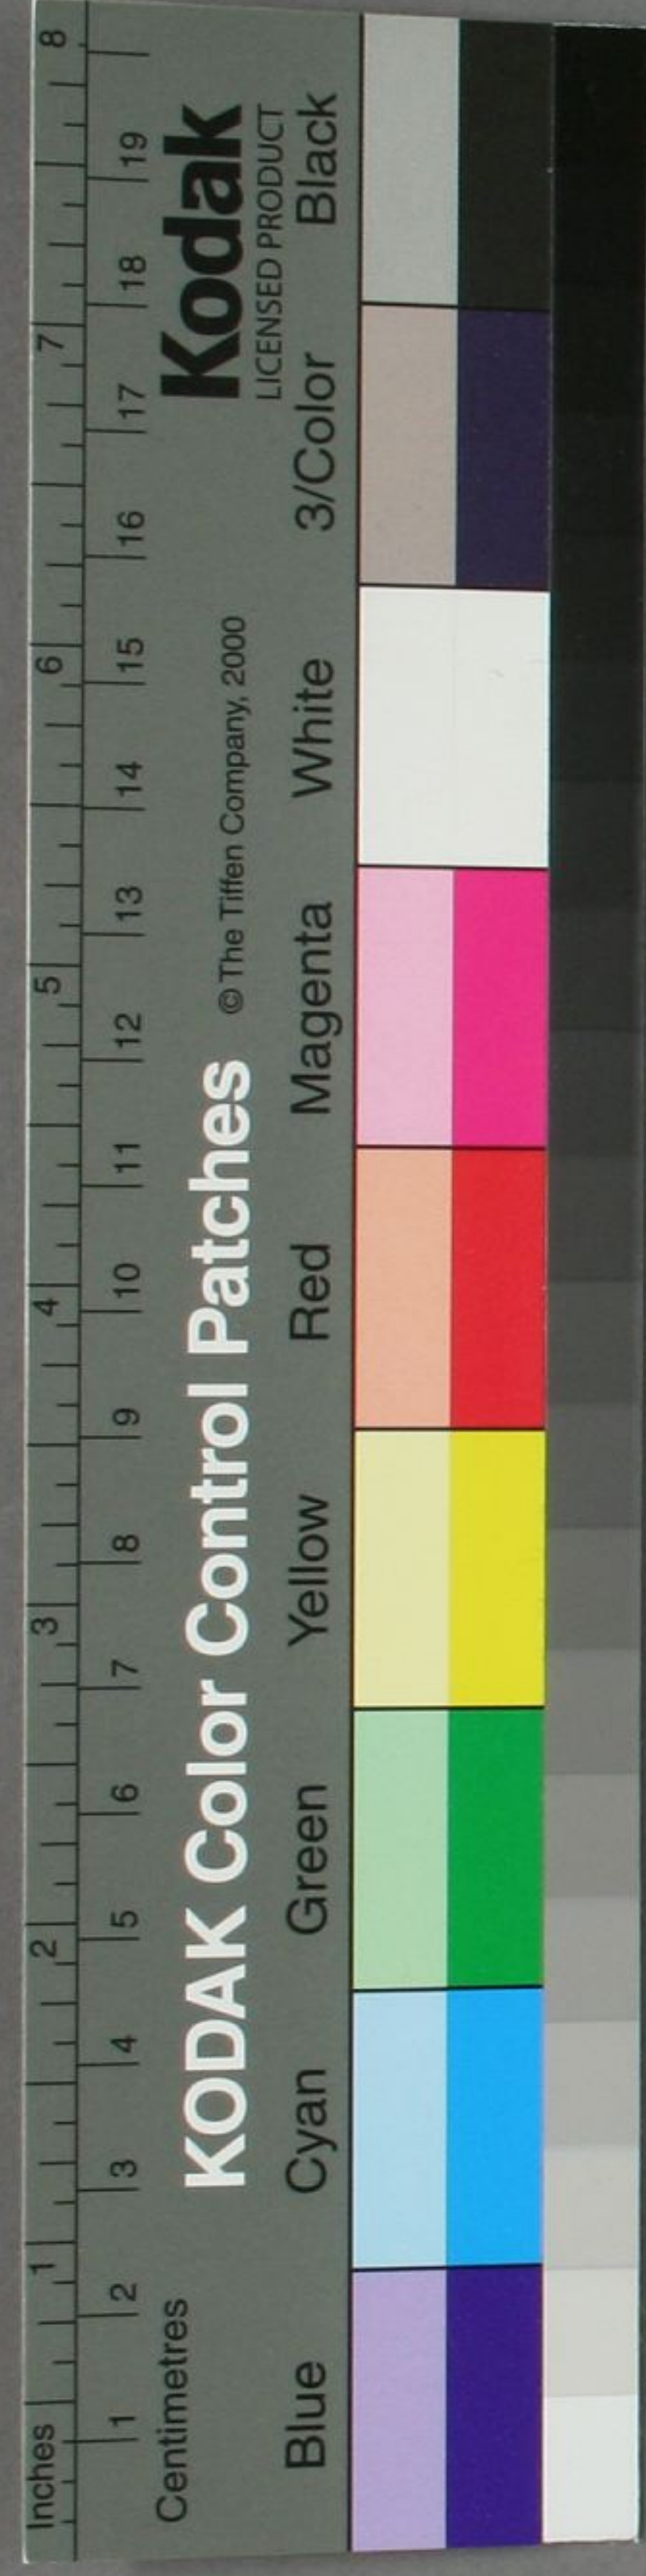 Inches 1 2 3 4 5 6 7 8
1 2 3 4 5 6 7 8 9 10 11 12 13 14 15 16 17 18 19
Centimetres
KODAK Color Control Patches © The Tiffen Company, 2000 Kodak
LICENSED PRODUCT
Blue Cyan Green Yellow Red Magenta White 3/Color Black